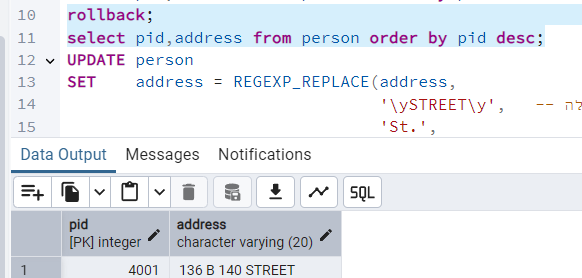 10 rollback;
11 select pid,address from person order by pid desc;
12 UPDATE person
13 SET address = REGEXP_REPLACE(address,
14 '\ySTREET\y', -- לה
15 'St.',
Data Output Messages Notifications
SQL
pid address
[PK] integer character varying (20)
1 4001 136 B 140 STREET